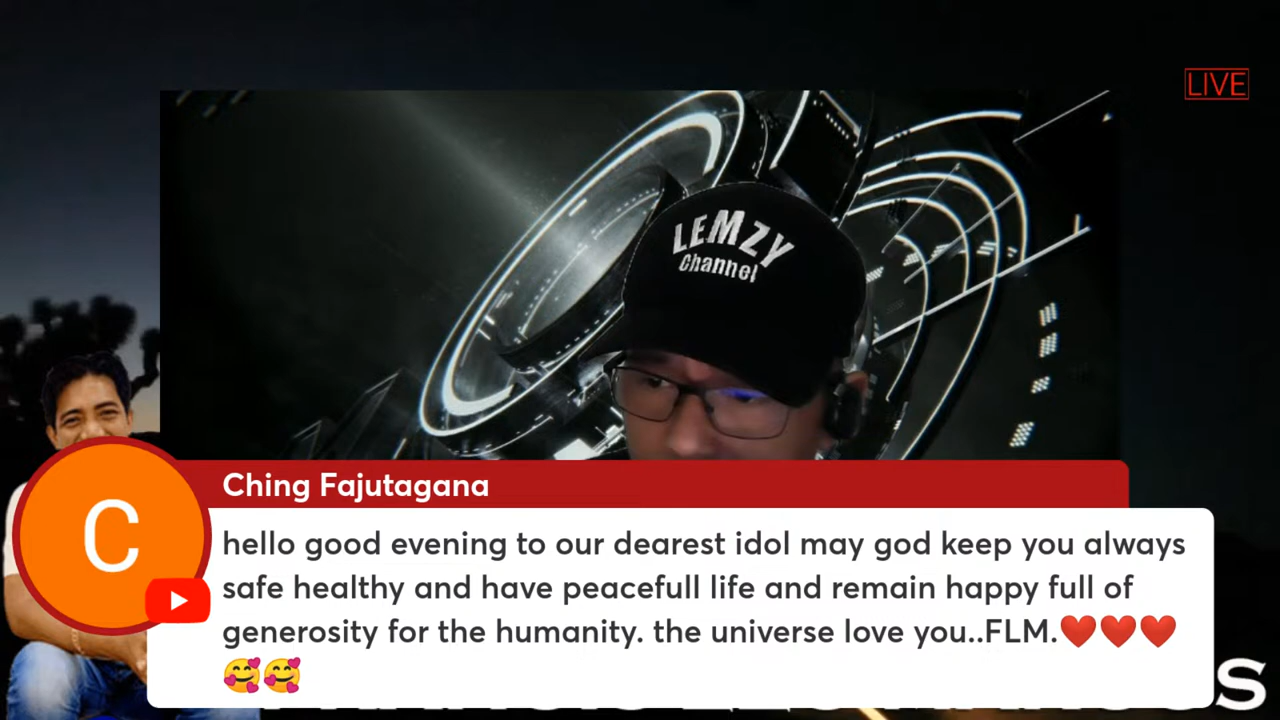 LIVE
LEMZY
Channel
C
Ching Fajutagana
hello good evening to our dearest idol may god keep you always
safe healthy and have peacefull life and remain happy full of
generosity for the humanity. the universe love you..FLM.❤️❤️❤️
🥰🥰